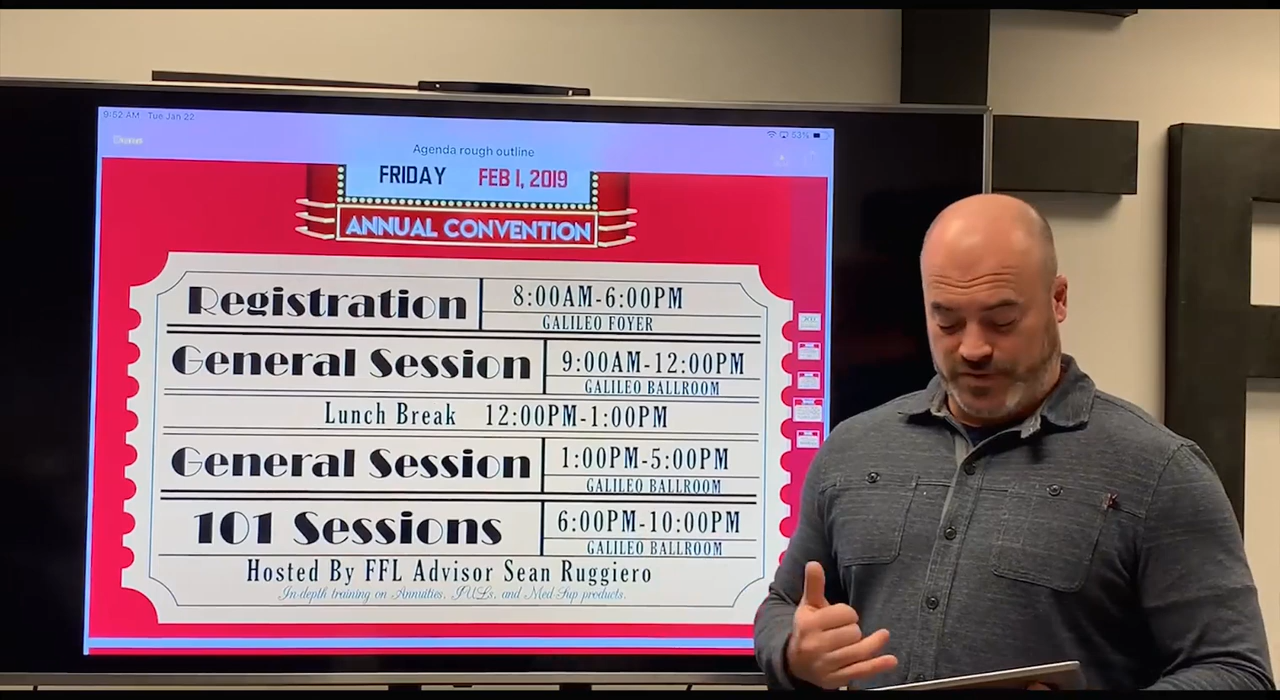 9:52 AM Tue Jan 22
53%
Done
Agenda rough outline
FRIDAY FEB 1, 2019
ANNUAL CONVENTION
Registration 8:00AM-6:00PM
GALILEO FOYER
General Session 9:00AM-12:00PM
GALILEO BALLROOM
Lunch Break 12:00PM-1:00PM
General Session 1:00PM-5:00PM
GALILEO BALLROOM
101 Sessions 6:00PM-10:00PM
GALILEO BALLROOM
Hosted By FFL Advisor Sean Ruggiero
In-depth training on Annuities, IULs, and Med-Sup products.